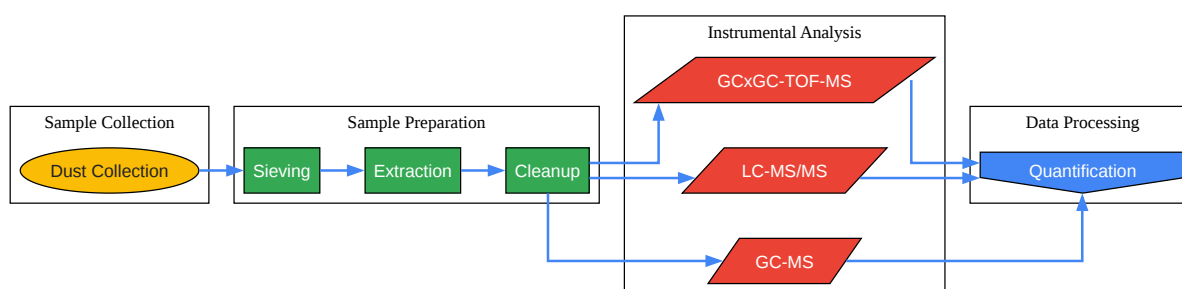 Sample Collection
Dust Collection
Sample Preparation
Sieving
Extraction
Cleanup
Instrumental Analysis
GCxGC-TOF-MS
LC-MS/MS
GC-MS
Data Processing
Quantification